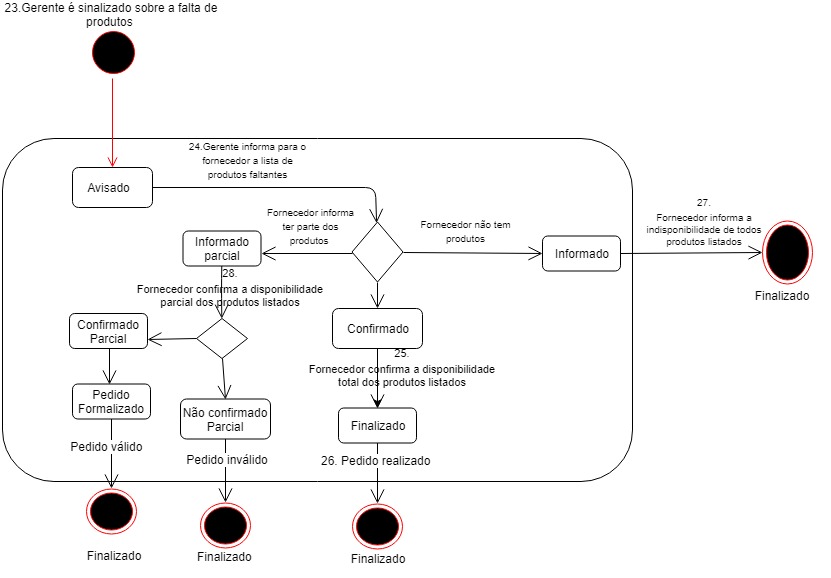 23.Gerente é sinalizado sobre a falta de
produtos
24.Gerente informa para o
fornecedor a lista de
produtos faltantes
Avisado
Fornecedor informa
ter parte dos
produtos
Fornecedor não tem
produtos
27.
Fornecedor informa a
indisponibilidade de todos
produtos listados
Informado
parcial
Informado
Finalizado
28.
Fornecedor confirma a disponibilidade
parcial dos produtos listados
Confirmado
Parcial
Confirmado
25.
Fornecedor confirma a disponibilidade
total dos produtos listados
Pedido
Formalizado
Não confirmado
Parcial
Finalizado
Pedido válido
Pedido inválido
26. Pedido realizado
Finalizado
Finalizado
Finalizado